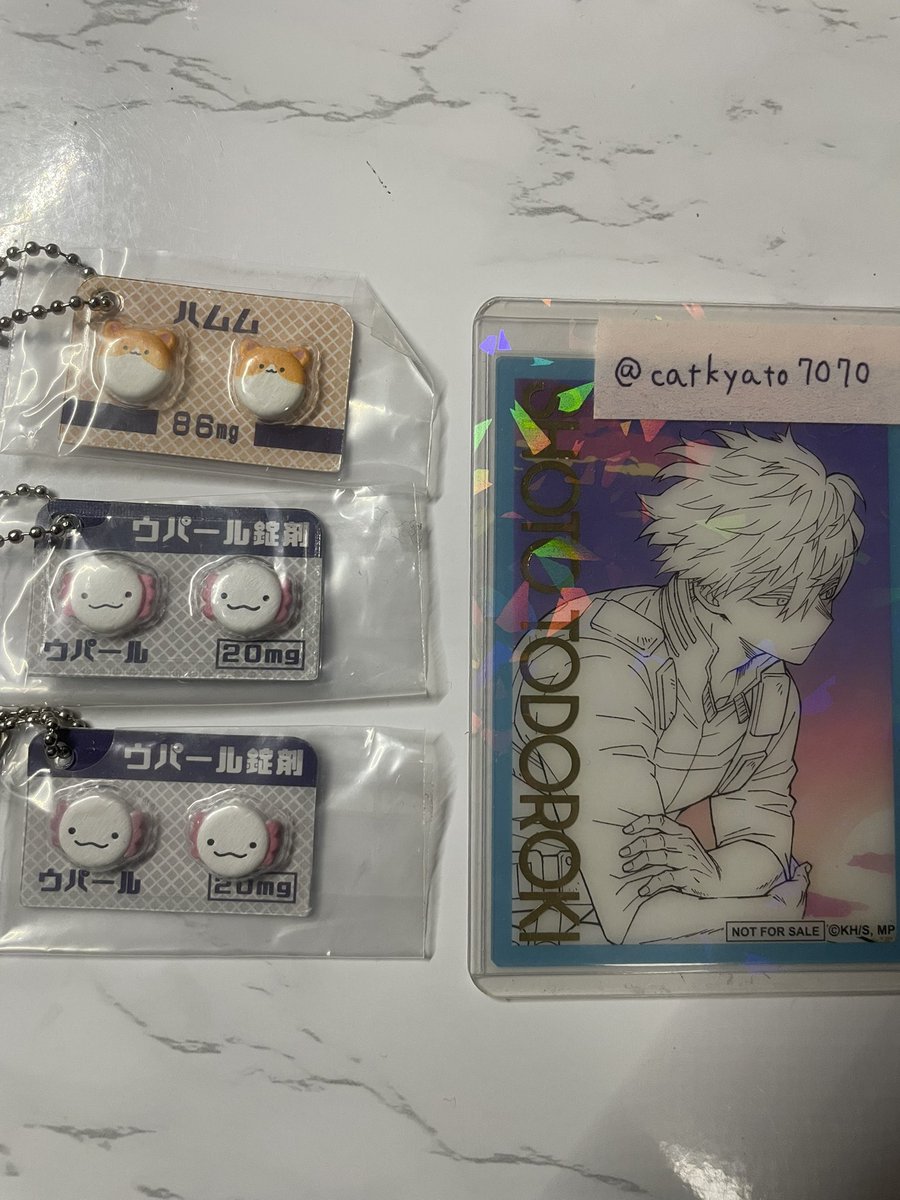 ハムム
86mg
ウパール錠剤
ウパール
20mg
ウパール錠剤
ウパール
20mg
@catkyato7070
SHOTO TODOROKI
NOT FOR SALE
©KH/S, MP